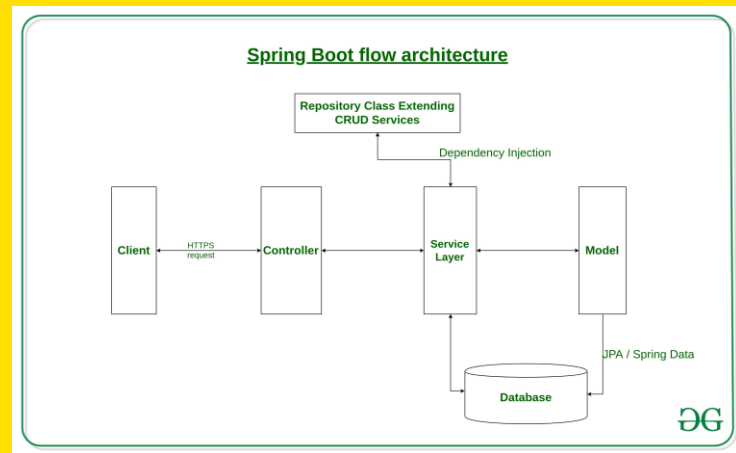 Spring Boot flow architecture
Repository Class Extending
CRUD Services
Dependency Injection
Client
HTTPS
request
Controller
Service
Layer
Model
JPA / Spring Data
Database